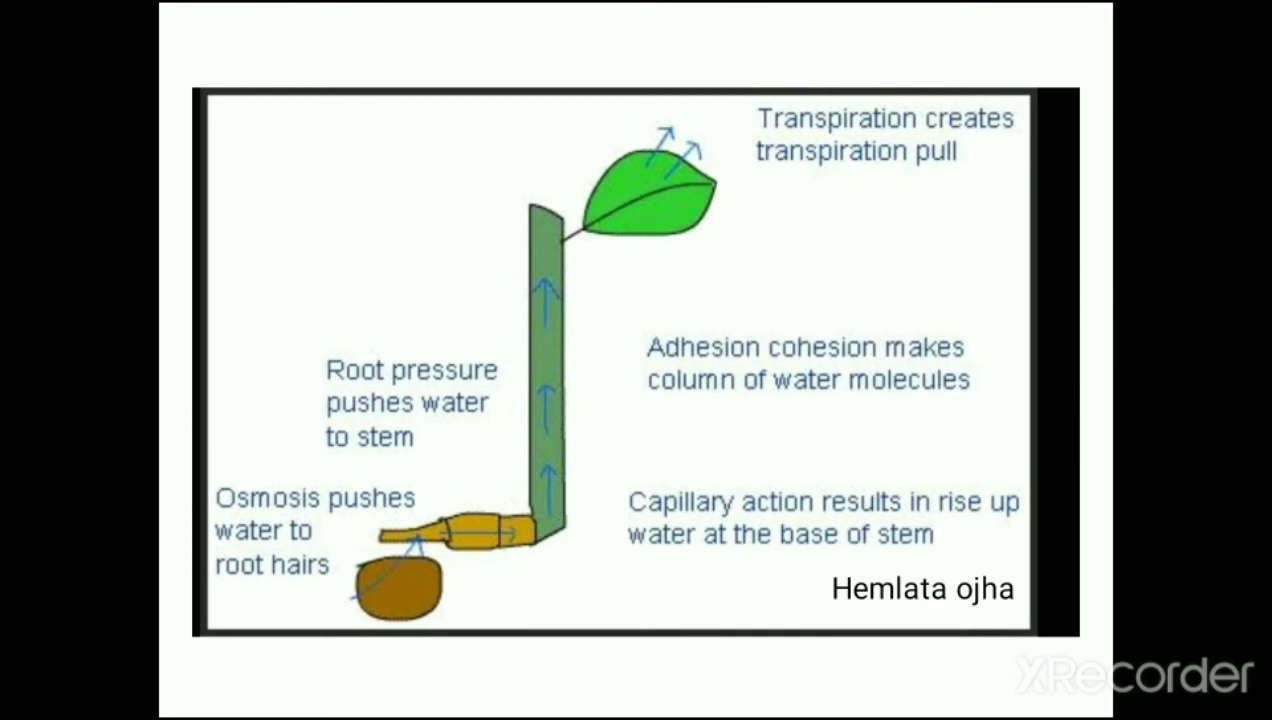 Transpiration creates
transpiration pull
Adhesion cohesion makes
column of water molecules
Root pressure
pushes water
to stem
Osmosis pushes
water to
root hairs
Capillary action results in rise up
water at the base of stem
Hemlata ojha
XRecorder